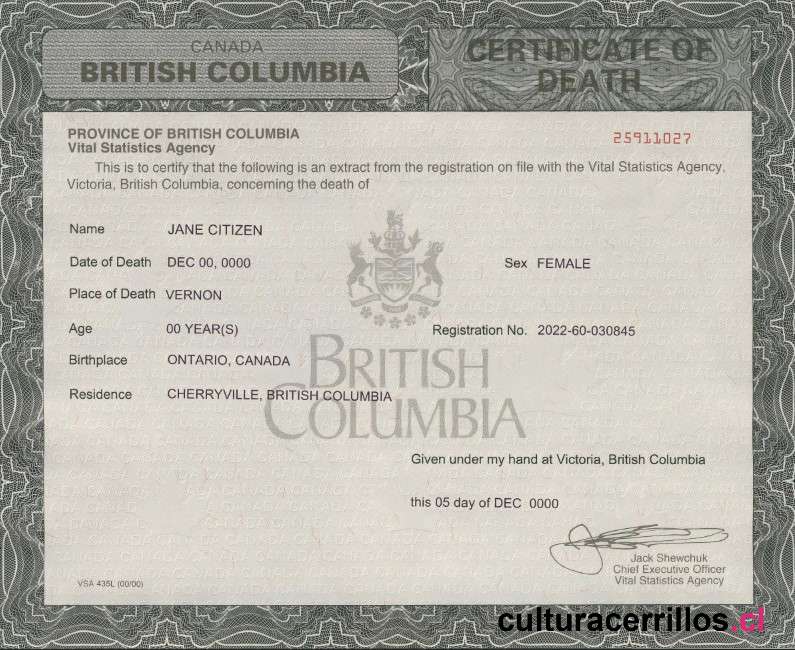 CANADA
BRITISH COLUMBIA
CERTIFICATE OF
DEATH
PROVINCE OF BRITISH COLUMBIA
Vital Statistics Agency
25911027
This is to certify that the following is an extract from the registration on file with the Vital Statistics Agency,
Victoria, British Columbia, concerning the death of
Name JANE CITIZEN
Date of Death DEC 00, 0000 Sex FEMALE
Place of Death VERNON
Age 00 YEAR(S) Registration No. 2022-60-030845
Birthplace ONTARIO, CANADA
BRITISH
COLUMBIA
Residence CHERRYVILLE, BRITISH COLUMBIA
Given under my hand at Victoria, British Columbia
this 05 day of DEC 0000
Jack Shewchuk
Chief Executive Officer
Vital Statistics Agency
VSA 435L (00/00)
culturacerrillos.cl